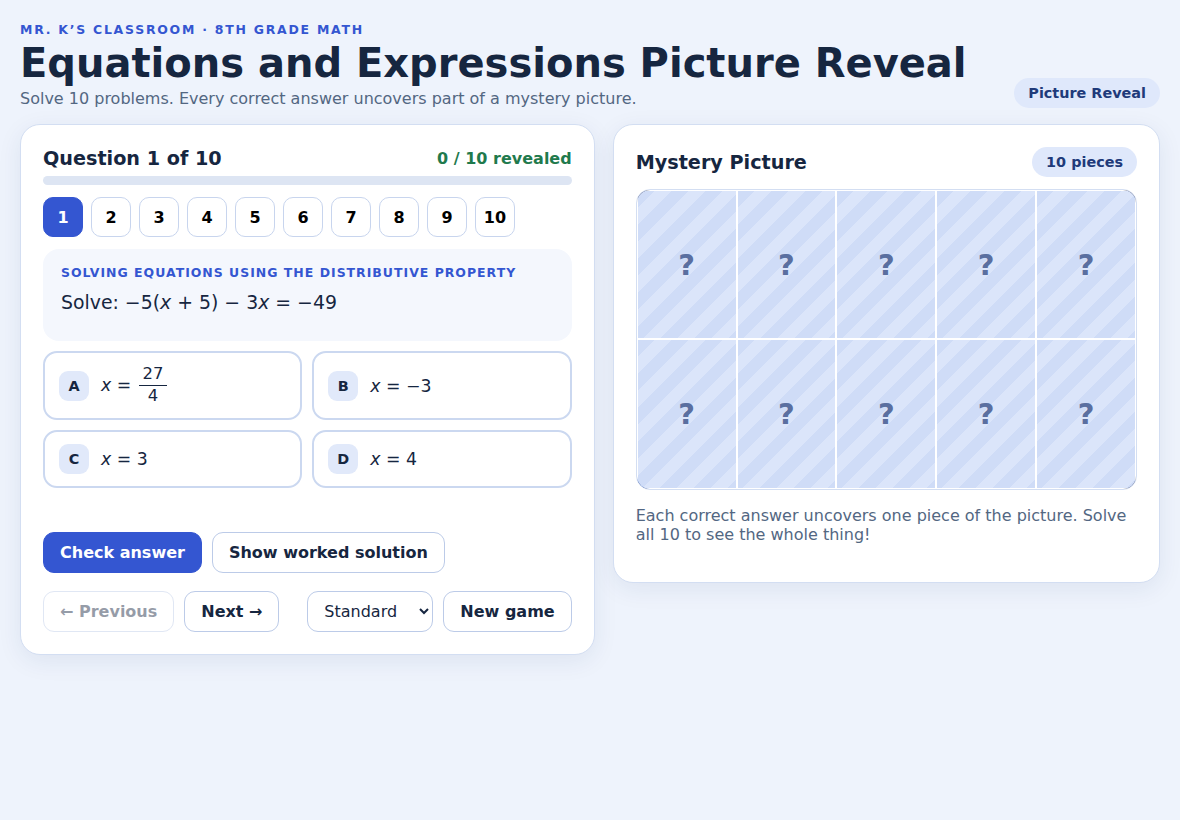 MR. K’S CLASSROOM · 8TH GRADE MATH
Equations and Expressions Picture Reveal
Solve 10 problems. Every correct answer uncovers part of a mystery picture.
Picture Reveal
Question 1 of 10
0 / 10 revealed
1 2 3 4 5 6 7 8 9 10
SOLVING EQUATIONS USING THE DISTRIBUTIVE PROPERTY
Solve: −5(x + 5) − 3x = −49
A x = 27/4
B x = −3
C x = 3
D x = 4
Check answer
Show worked solution
← Previous
Next →
Standard
New game
Mystery Picture
10 pieces
? ? ? ? ?
? ? ? ? ?
Each correct answer uncovers one piece of the picture. Solve
all 10 to see the whole thing!